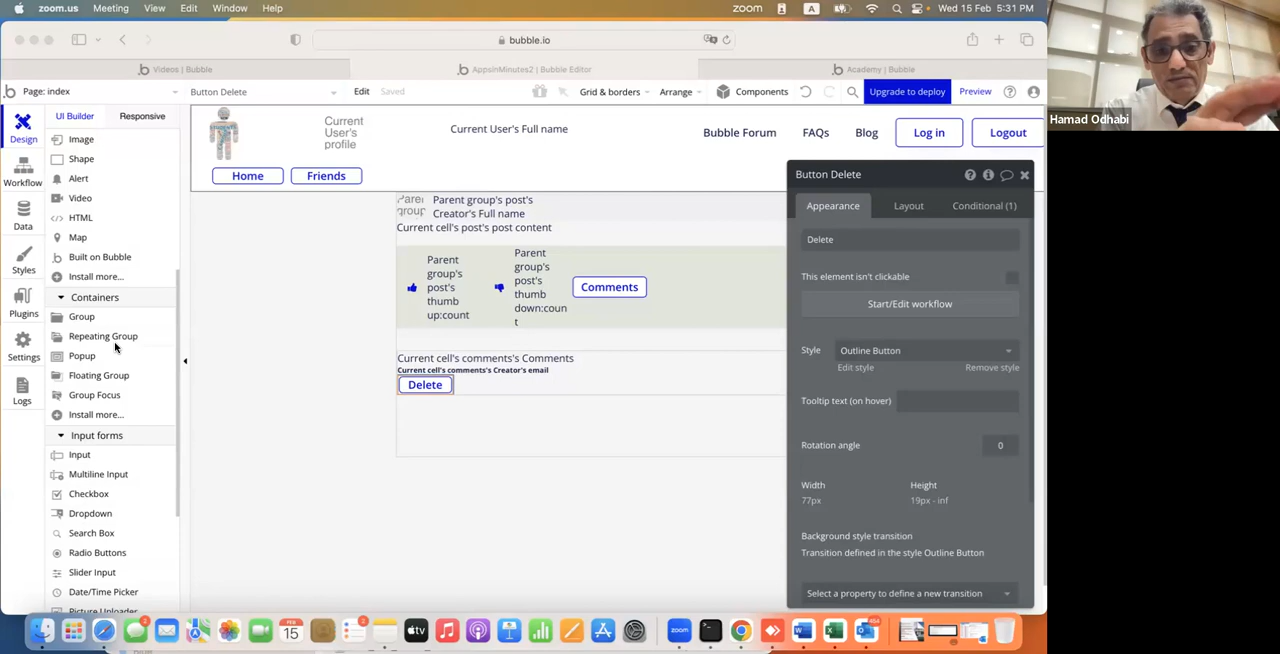 zoom.us Meeting View Edit Window Help
zoom A Wed 15 Feb 5:31 PM
bubble.io
Videos | Bubble
AppsinMinutes2 | Bubble Editor
Academy | Bubble
Page: index
Button Delete
Edit
Saved
Grid & borders
Arrange
Components
Upgrade to deploy
Preview
Design
Workflow
Data
Styles
Plugins
Settings
Logs
UI Builder
Responsive
Image
Shape
Alert
Video
</> HTML
Map
Built on Bubble
Install more...
Containers
Group
Repeating Group
Popup
Floating Group
Group Focus
Install more...
Input forms
Input
Multiline Input
Checkbox
Dropdown
Search Box
Radio Buttons
Slider Input
Date/Time Picker
Picture Uploader
Current
User's
profile
Current User's Full name
Bubble Forum
FAQs
Blog
Log in
Logout
Home
Friends
Parent group's post's
Creator's Full name
Current cell's post's post content
Parent
group's
post's
thumb
up:count
Parent
group's
post's
thumb
down:coun
t
Comments
Current cell's comments's Comments
Current cell's comments's Creator's email
Delete
Button Delete
Appearance
Layout
Conditional (1)
Delete
This element isn't clickable
Start/Edit workflow
Style
Outline Button
Edit style
Remove style
Tooltip text (on hover)
Rotation angle
0
Width
Height
77px
19px - inf
Background style transition
Transition defined in the style Outline Button
Select a property to define a new transition
Hamad Odhabi
FEB
15
zoom